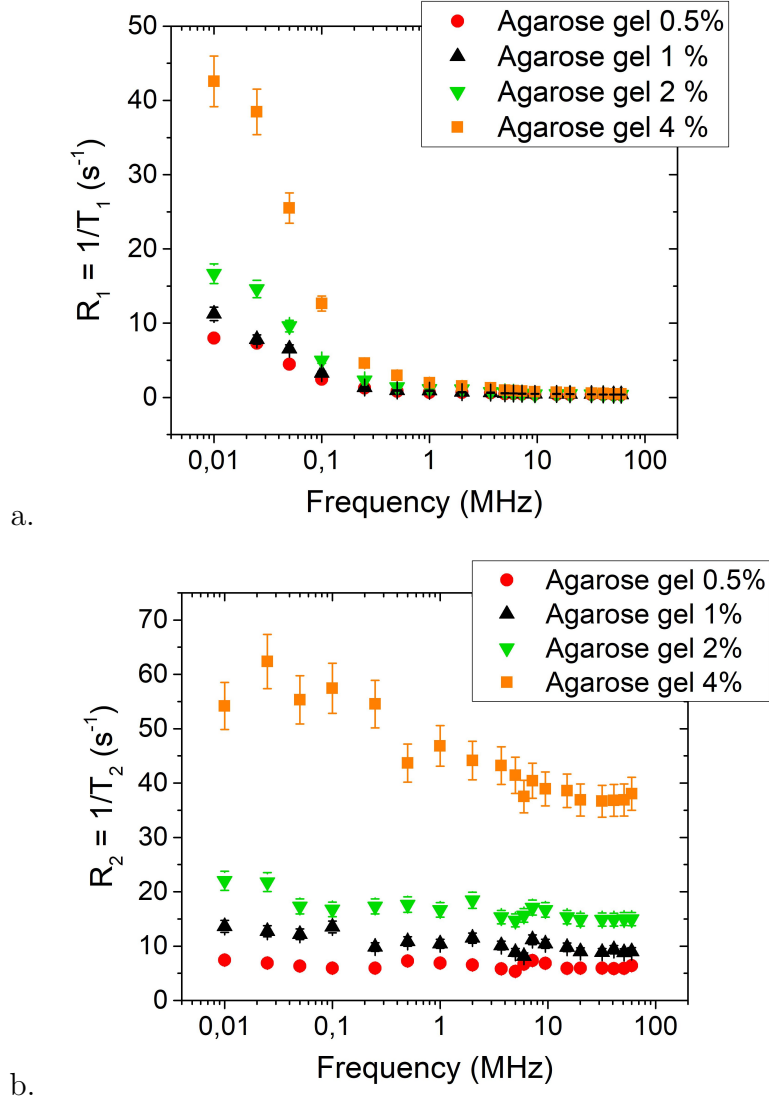 Agarose gel 0.5%
Agarose gel 1 %
Agarose gel 2 %
Agarose gel 4 %
50
40
30
20
10
0
R1 = 1/T1 (s-1)
0,01 0,1 1 10 100
Frequency (MHz)
a.
Agarose gel 0.5%
Agarose gel 1%
Agarose gel 2%
Agarose gel 4%
70
60
50
40
30
20
10
0
R2 = 1/T2 (s-1)
0,01 0,1 1 10 100
Frequency (MHz)
b.